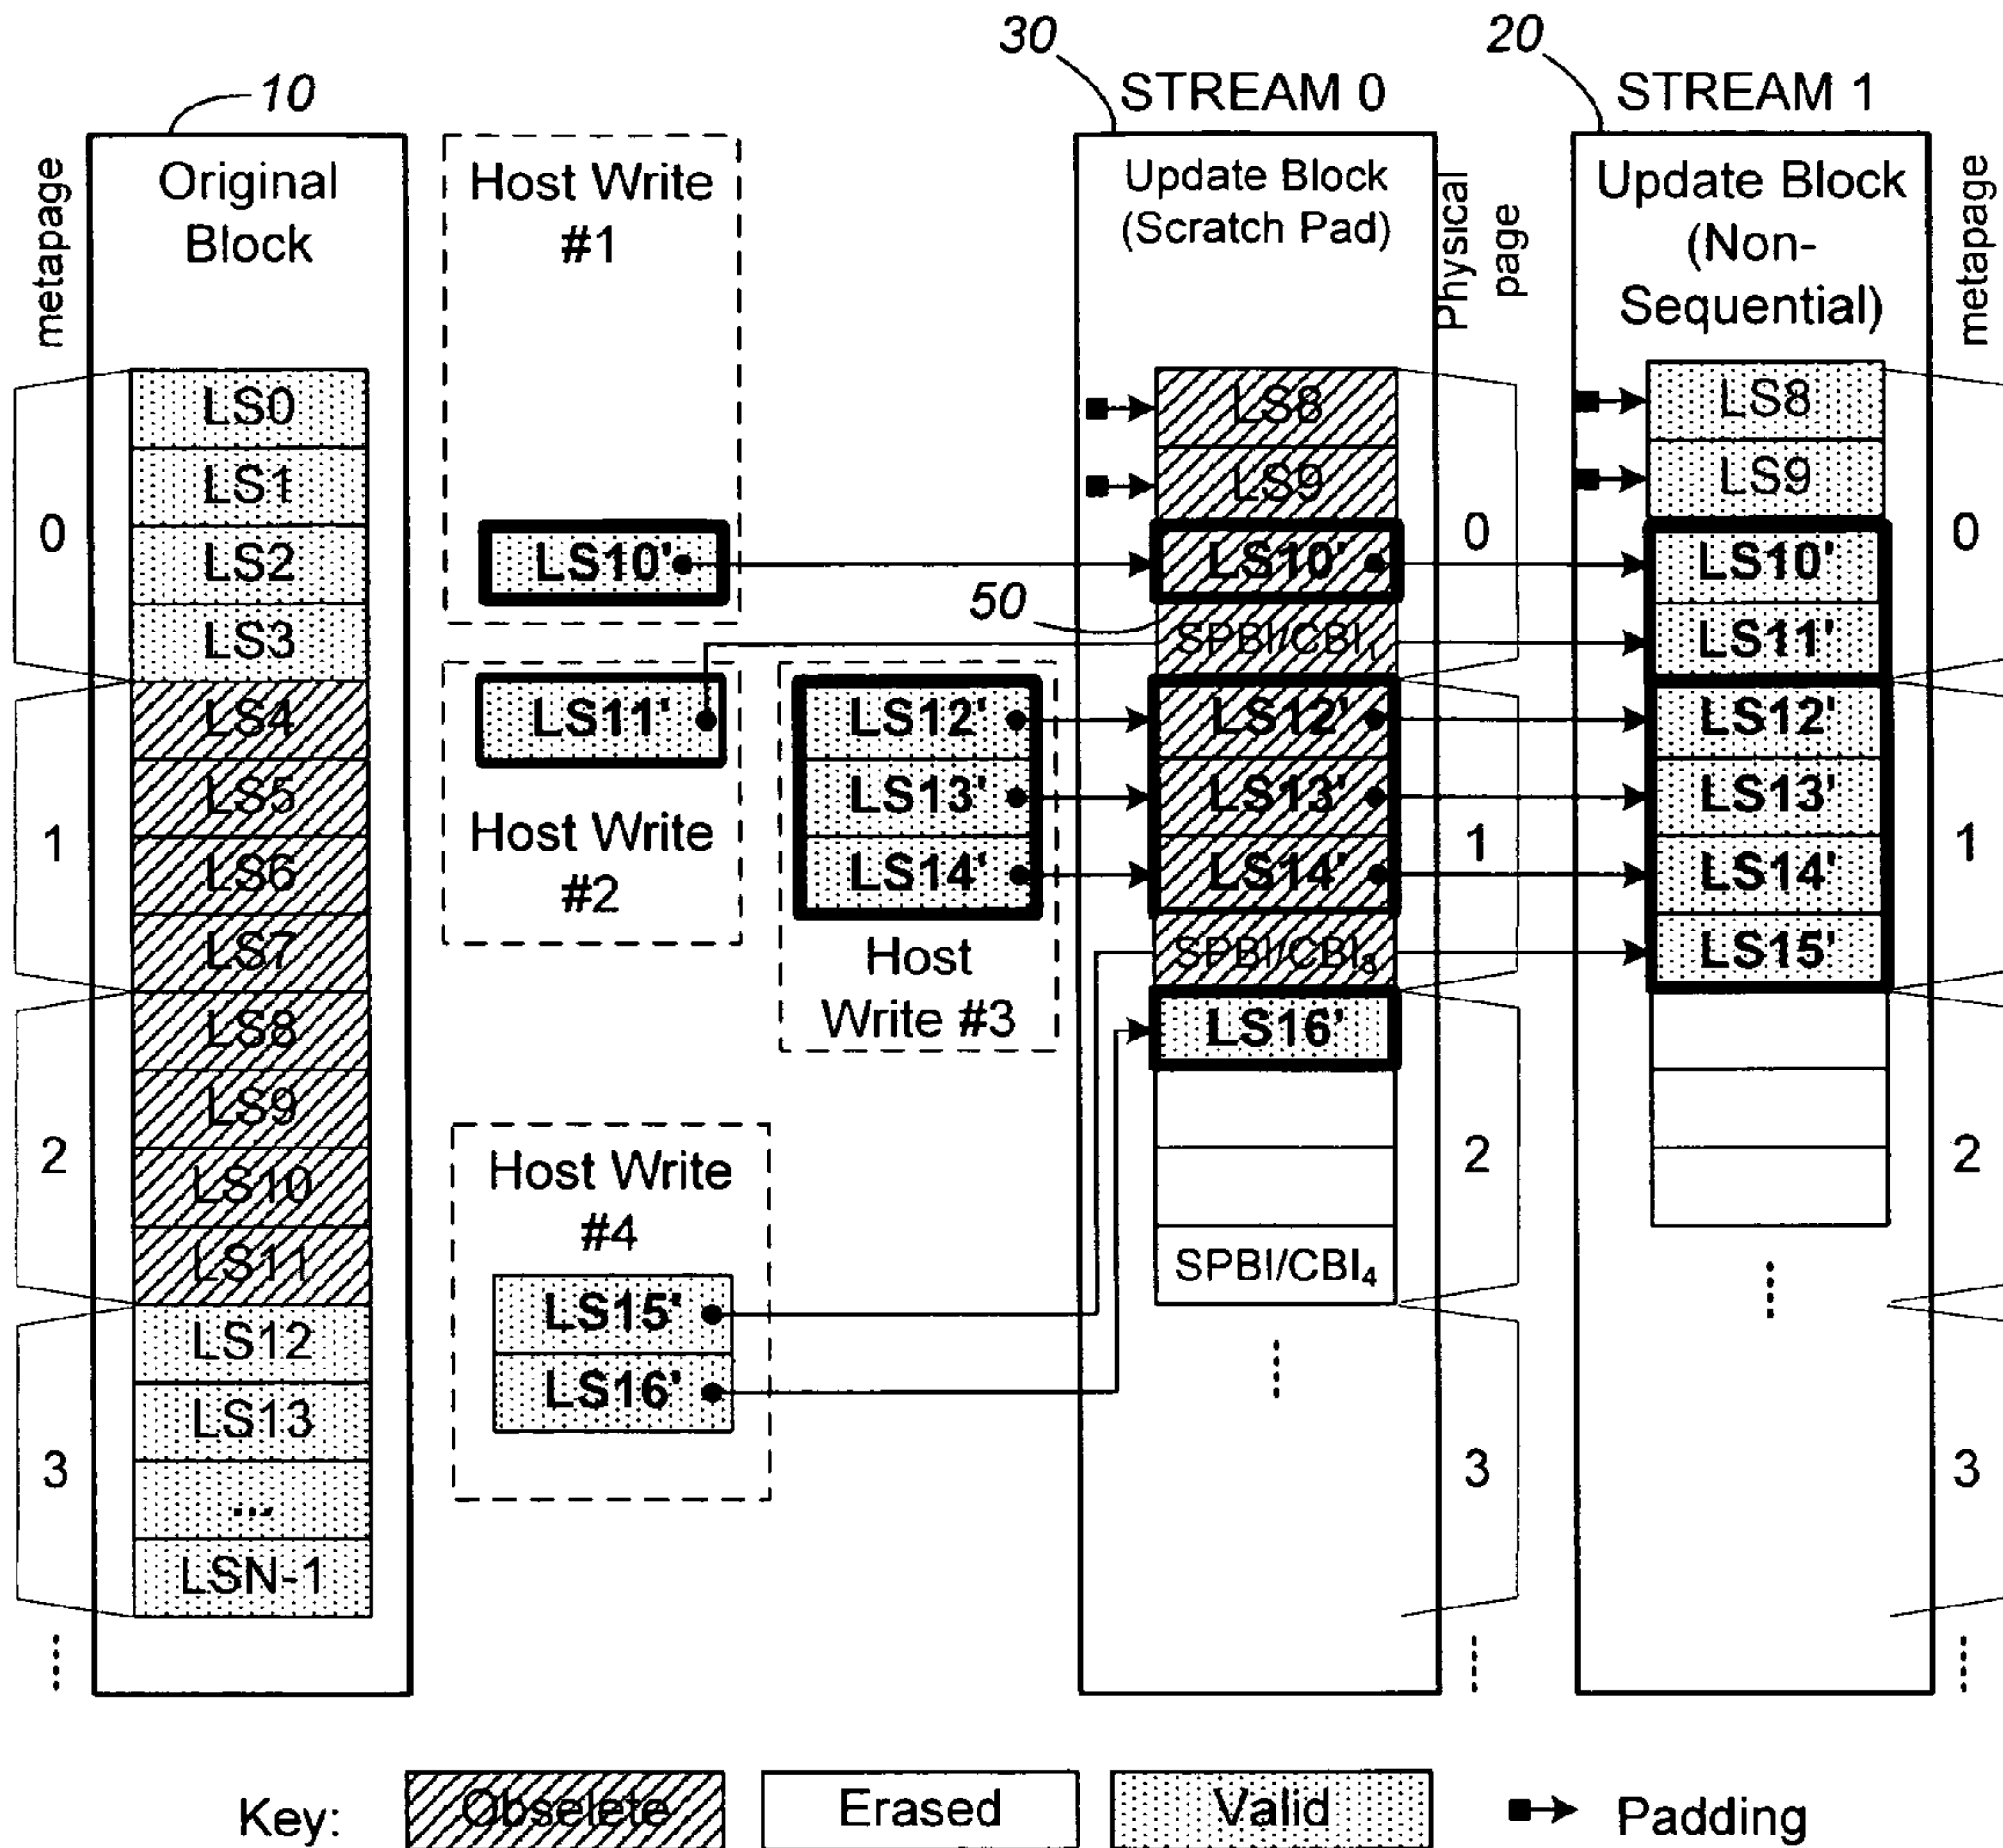 30
20
10
STREAM 0
STREAM 1
metapage
Original
Block
Host Write
#1
Update Block
(Scratch Pad)
Physical
page
Update Block
(Non-
Sequential)
metapage
LS0
LS1
LS2
LS3
LS4
LS5
LS6
LS7
LS8
LS9
LS10
LS11
LS12
LS13
...
LSN-1
0
1
2
3
LS10'
50
LS11'
Host Write
#2
LS12'
LS13'
LS14'
Host
Write #3
Host Write
#4
LS15'
LS16'
LS8
LS9
LS10'
SPBI/CBI₁
LS12'
LS13'
LS14'
SPBI/CBI₃
LS16'
SPBI/CBI₄
0
1
2
3
LS8
LS9
LS10'
LS11'
LS12'
LS13'
LS14'
LS15'
0
1
2
3
Key:
Obselete
Erased
Valid
Padding